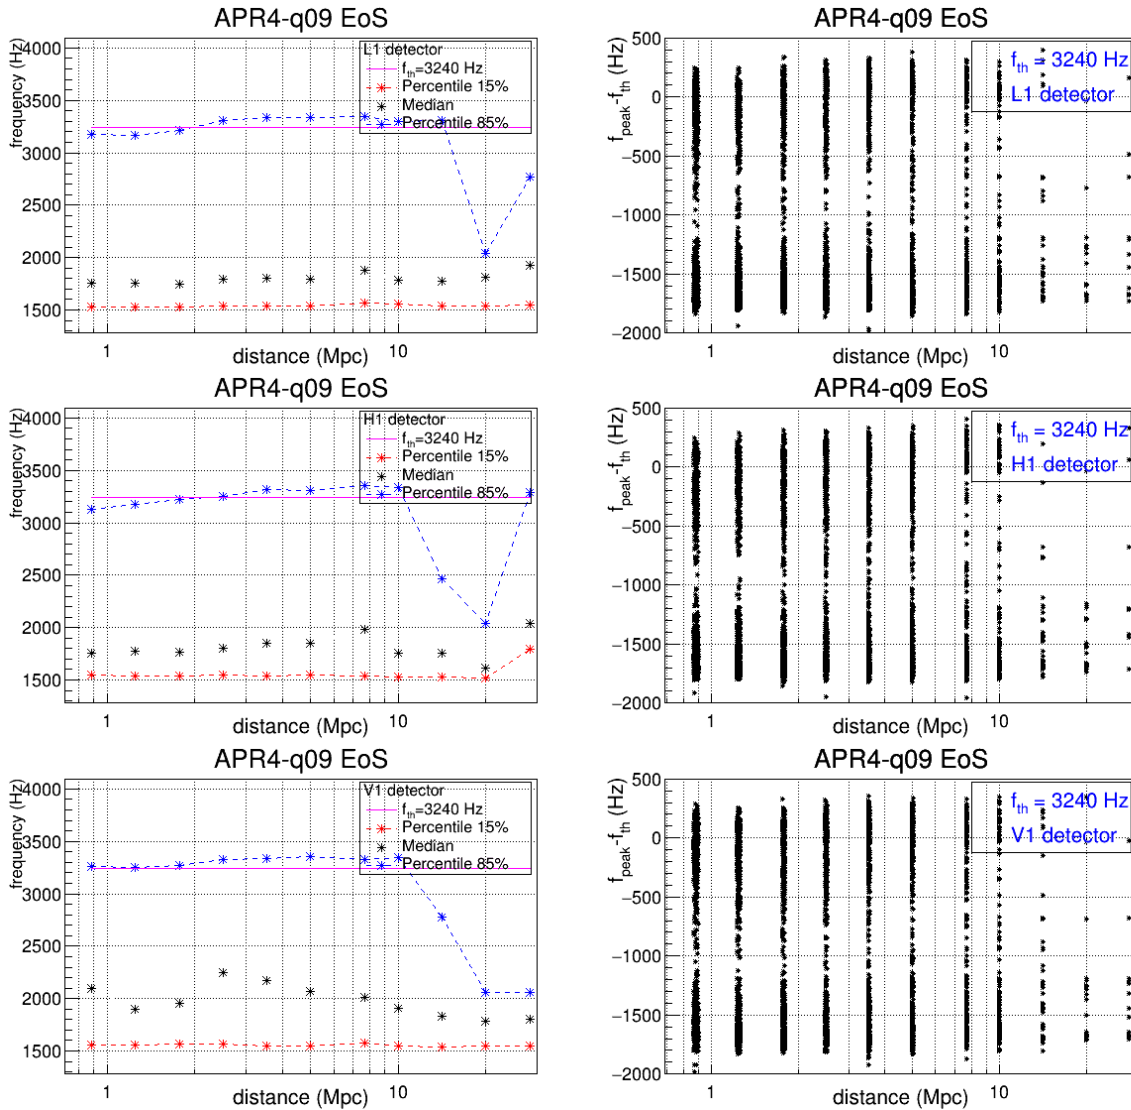 APR4-q09 EoS
frequency (Hz)
4000
3500
3000
2500
2000
1500
L1 detector
f_th=3240 Hz
Percentile 15%
Median
Percentile 85%
1
10
distance (Mpc)
APR4-q09 EoS
f_peak-f_th (Hz)
500
0
−500
−1000
−1500
−2000
f_th = 3240 Hz
L1 detector
1
10
distance (Mpc)
APR4-q09 EoS
frequency (Hz)
4000
3500
3000
2500
2000
1500
H1 detector
f_th=3240 Hz
Percentile 15%
Median
Percentile 85%
1
10
distance (Mpc)
APR4-q09 EoS
f_peak-f_th (Hz)
500
0
−500
−1000
−1500
−2000
f_th = 3240 Hz
H1 detector
1
10
distance (Mpc)
APR4-q09 EoS
frequency (Hz)
4000
3500
3000
2500
2000
1500
V1 detector
f_th=3240 Hz
Percentile 15%
Median
Percentile 85%
1
10
distance (Mpc)
APR4-q09 EoS
f_peak-f_th (Hz)
500
0
−500
−1000
−1500
−2000
f_th = 3240 Hz
V1 detector
1
10
distance (Mpc)